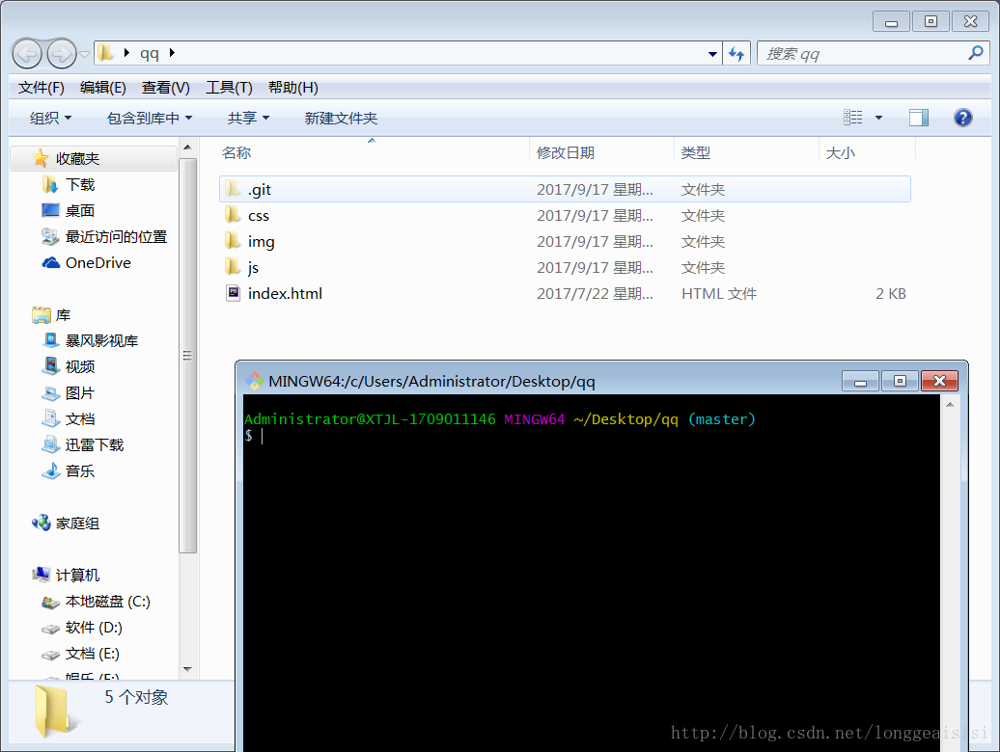 qq
搜索 qq
文件(F) 编辑(E) 查看(V) 工具(T) 帮助(H)
组织 包含到库中 共享 新建文件夹
收藏夹
下载
桌面
最近访问的位置
OneDrive
库
暴风影视库
视频
图片
文档
迅雷下载
音乐
家庭组
计算机
本地磁盘 (C:)
软件 (D:)
文档 (E:)
娱乐 (F:)
名称 修改日期 类型 大小
.git 2017/9/17 星期... 文件夹
css 2017/9/17 星期... 文件夹
img 2017/9/17 星期... 文件夹
js 2017/9/17 星期... 文件夹
index.html 2017/7/22 星期... HTML 文件 2 KB
MINGW64:/c/Users/Administrator/Desktop/qq
Administrator@XTJL-1709011146 MINGW64 ~/Desktop/qq (master)
$
5 个对象
http://blog.csdn.net/longgeaisisi